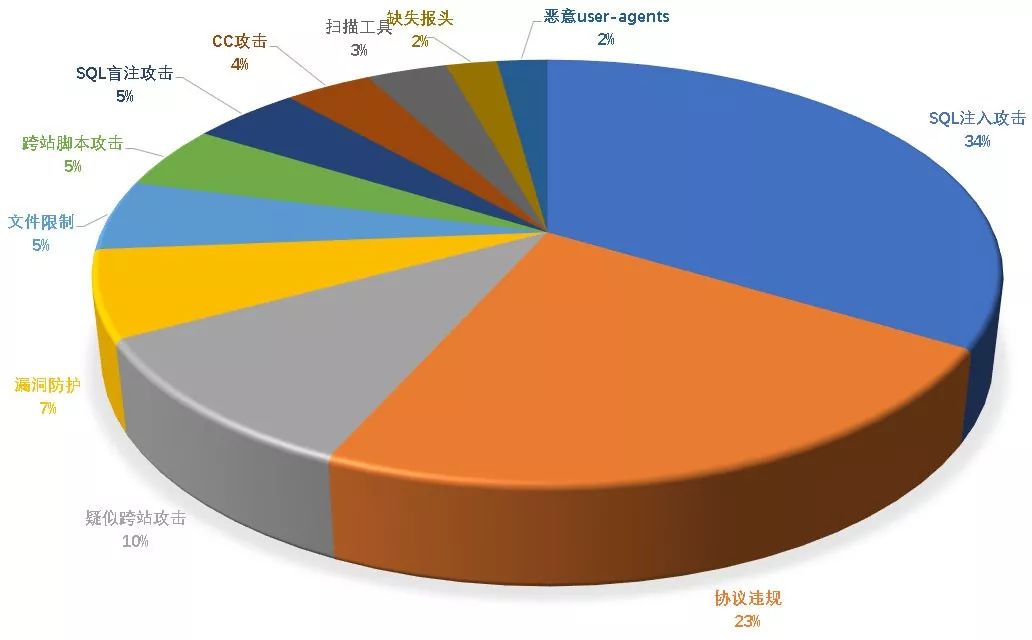 恶意user-agents
2%
SQL注入攻击
34%
协议违规
23%
疑似跨站攻击
10%
漏洞防护
7%
文件限制
5%
跨站脚本攻击
5%
SQL盲注攻击
5%
CC攻击
4%
扫描工具
3%
缺失报头
2%